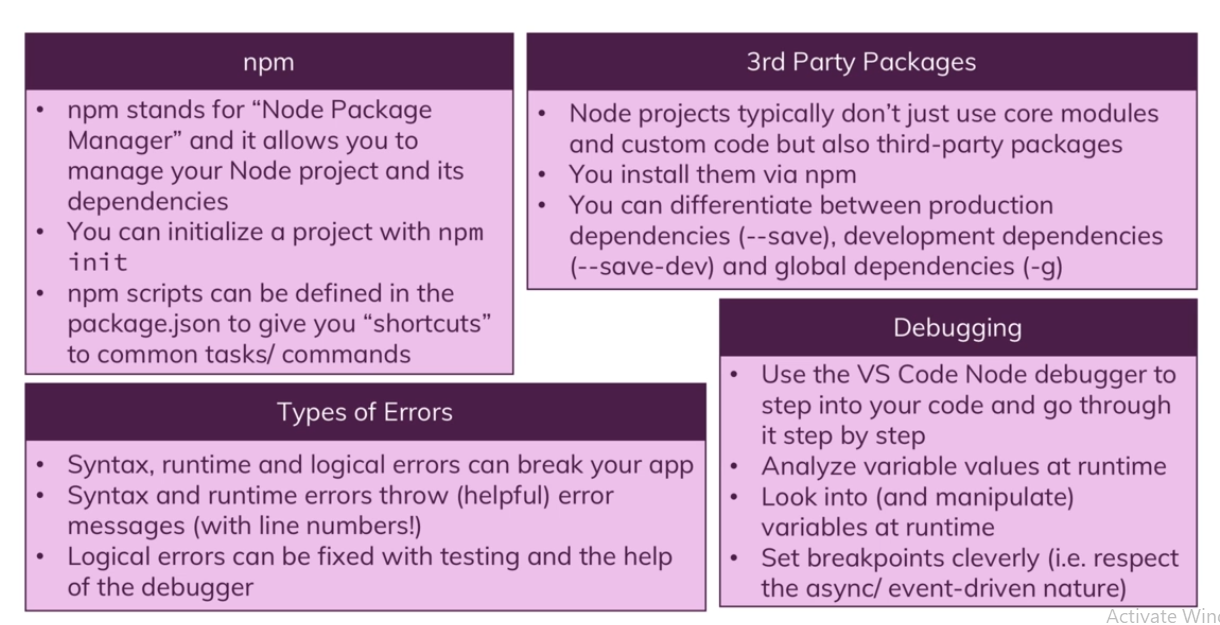 npm
• npm stands for “Node Package
Manager” and it allows you to
manage your Node project and its
dependencies
• You can initialize a project with npm
init
• npm scripts can be defined in the
package.json to give you “shortcuts”
to common tasks/ commands
3rd Party Packages
• Node projects typically don’t just use core modules
and custom code but also third-party packages
• You install them via npm
• You can differentiate between production
dependencies (--save), development dependencies
(--save-dev) and global dependencies (-g)
Types of Errors
• Syntax, runtime and logical errors can break your app
• Syntax and runtime errors throw (helpful) error
messages (with line numbers!)
• Logical errors can be fixed with testing and the help
of the debugger
Debugging
• Use the VS Code Node debugger to
step into your code and go through
it step by step
• Analyze variable values at runtime
• Look into (and manipulate)
variables at runtime
• Set breakpoints cleverly (i.e. respect
the async/ event-driven nature)
Activate Win